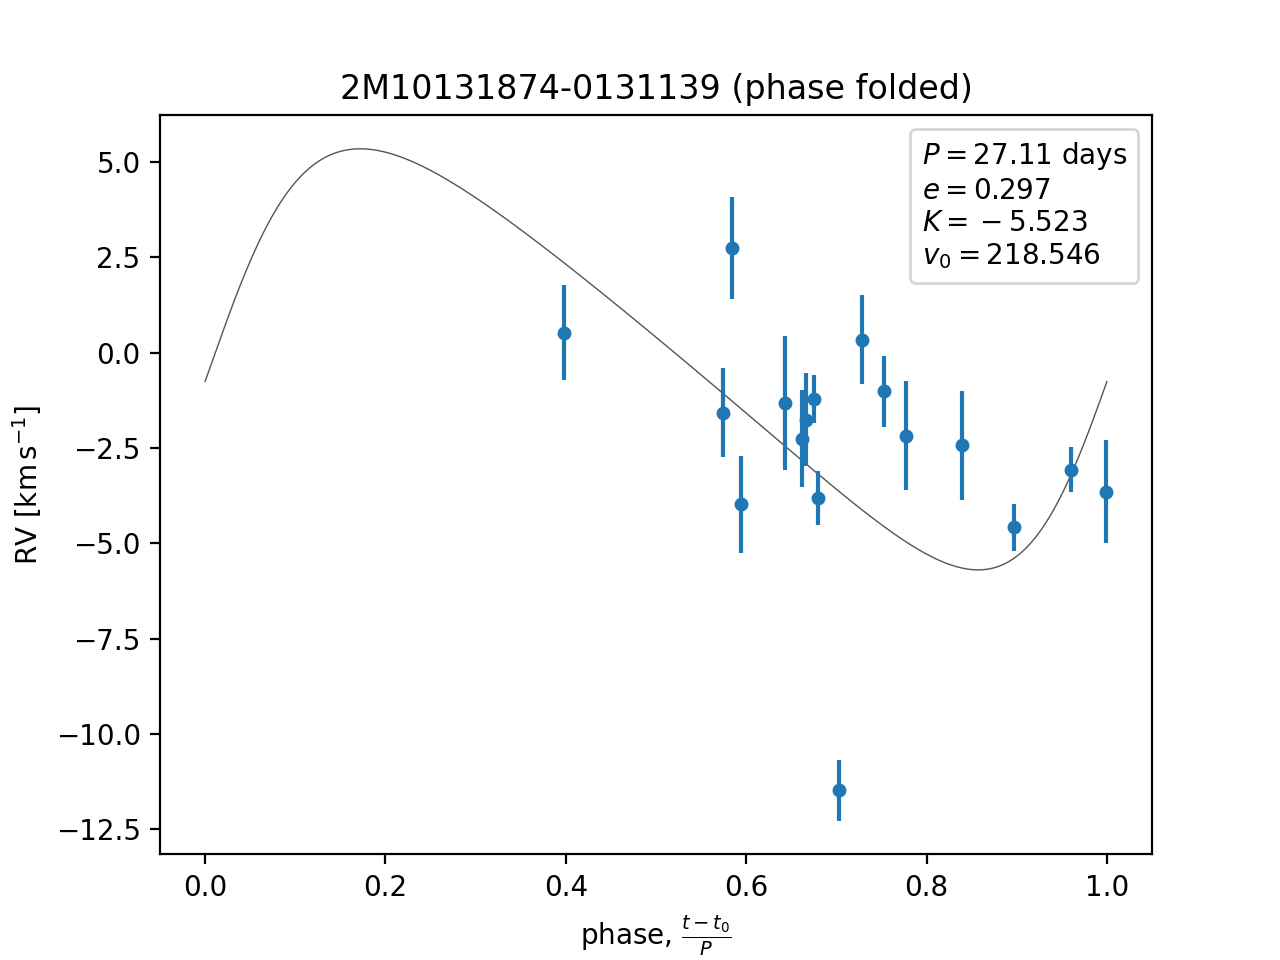 2M10131874-0131139 (phase folded)
P = 27.11 days
e = 0.297
K = −5.523
v₀ = 218.546
5.0
2.5
0.0
−2.5
−5.0
−7.5
−10.0
−12.5
RV [km s⁻¹]
0.0 0.2 0.4 0.6 0.8 1.0
phase, (t − t₀)/P